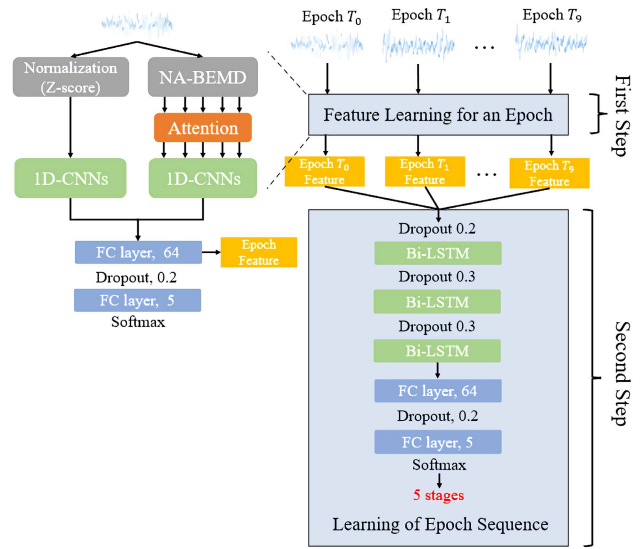 Epoch T0
Epoch T1
...
Epoch T9
Normalization
(Z-score)
NA-BEMD
Attention
1D-CNNs
1D-CNNs
FC layer, 64
Epoch
Feature
Dropout, 0.2
FC layer, 5
Softmax
Feature Learning for an Epoch
First Step
Epoch T0
Feature
Epoch T1
Feature
...
Epoch T9
Feature
Dropout 0.2
Bi-LSTM
Dropout 0.3
Bi-LSTM
Dropout 0.3
Bi-LSTM
FC layer, 64
Dropout, 0.2
FC layer, 5
Softmax
5 stages
Learning of Epoch Sequence
Second Step